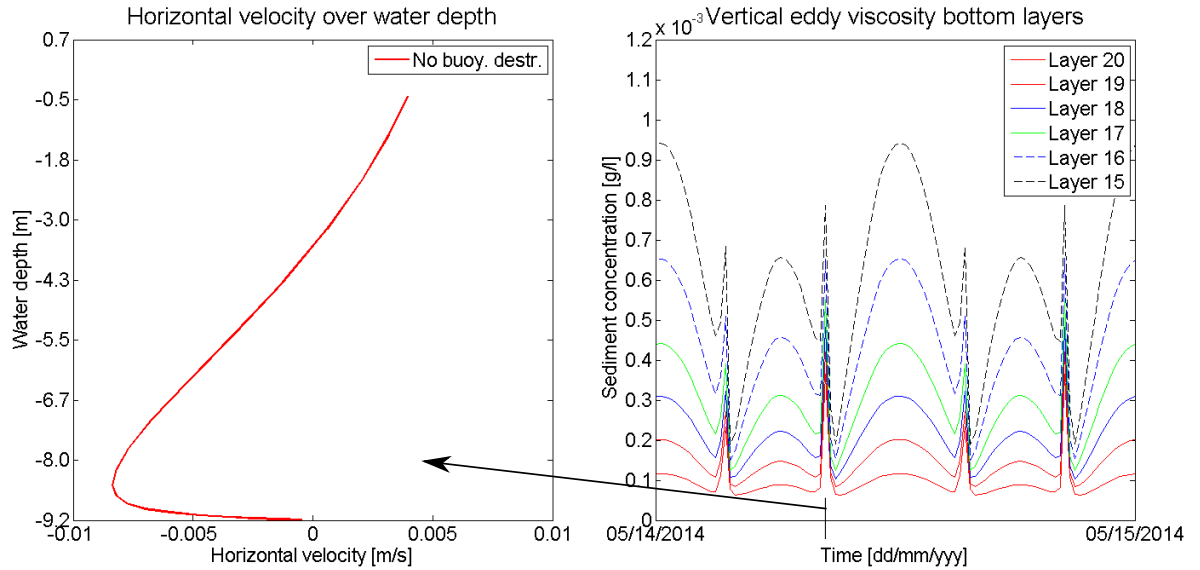 Horizontal velocity over water depth
0.7
-0.5
-1.8
-3.0
-4.3
-5.5
-6.7
-8.0
-9.2
Water depth [m]
No buoy. destr.
-0.01
-0.005
0
0.005
0.01
Horizontal velocity [m/s]
Vertical eddy viscosity bottom layers
x 10^-3
1.2
1.1
1
0.9
0.8
0.7
0.6
0.5
0.4
0.3
0.2
0.1
0
Sediment concentration [g/l]
Layer 20
Layer 19
Layer 18
Layer 17
Layer 16
Layer 15
05/14/2014
05/15/2014
Time [dd/mm/yyy]